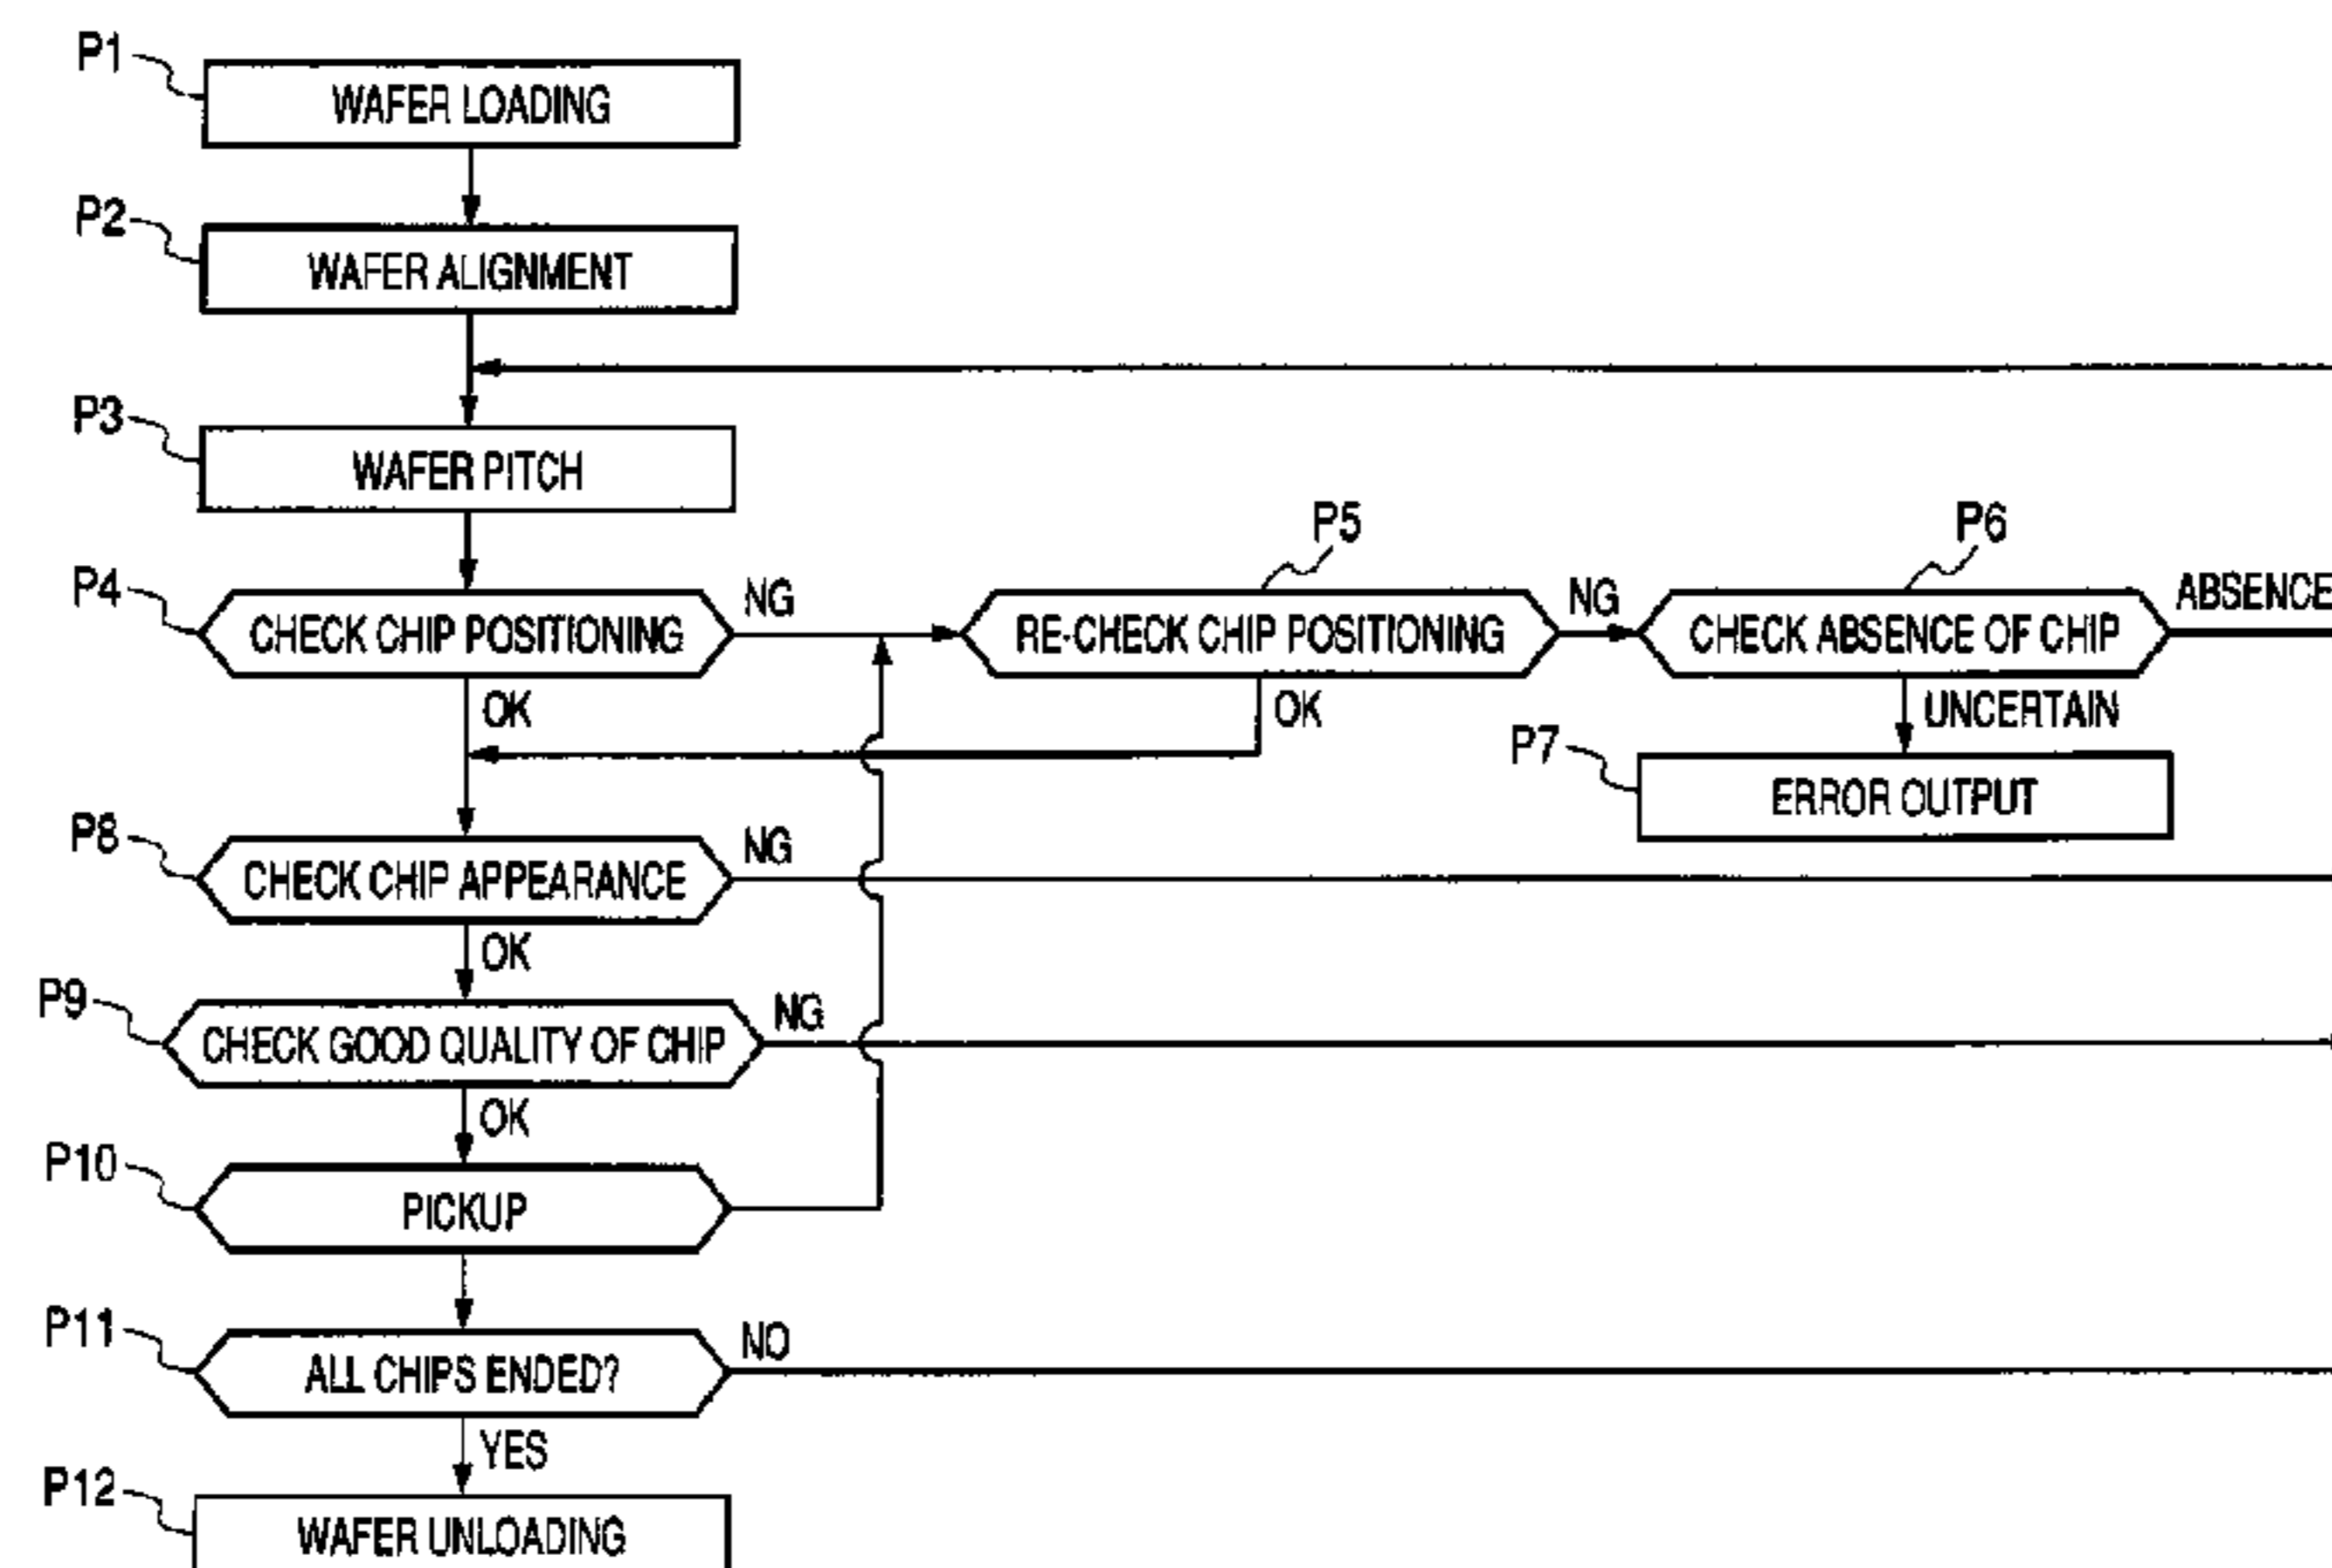 P1
WAFER LOADING
P2
WAFER ALIGNMENT
P3
WAFER PITCH
P4
CHECK CHIP POSITIONING
NG
OK
P5
RE-CHECK CHIP POSITIONING
NG
OK
P6
CHECK ABSENCE OF CHIP
ABSENCE
UNCERTAIN
P7
ERROR OUTPUT
P8
CHECK CHIP APPEARANCE
NG
OK
P9
CHECK GOOD QUALITY OF CHIP
NG
OK
P10
PICKUP
P11
ALL CHIPS ENDED?
NO
YES
P12
WAFER UNLOADING